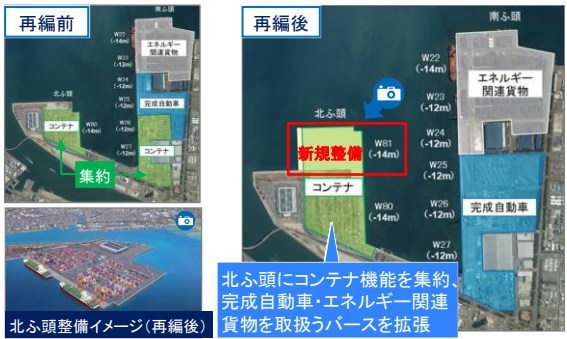 再編前
南ふ頭
W22
(-14m)
エネルギー
関連貨物
W23
(-12m)
W24
(-12m)
北ふ頭
W25
(-12m)
完成自動車
コンテナ
W80
(-14m)
W26
(-12m)
W27
(-12m)
コンテナ
集約
北ふ頭整備イメージ(再編後)
再編後
南ふ頭
W22
(-14m)
エネルギー
関連貨物
W23
(-12m)
北ふ頭
W24
(-12m)
新規整備
W81
(-14m)
W25
(-12m)
コンテナ
W80
(-14m)
W26
(-12m)
完成自動車
W27
(-12m)
北ふ頭にコンテナ機能を集約、
完成自動車・エネルギー関連
貨物を取扱うバースを拡張